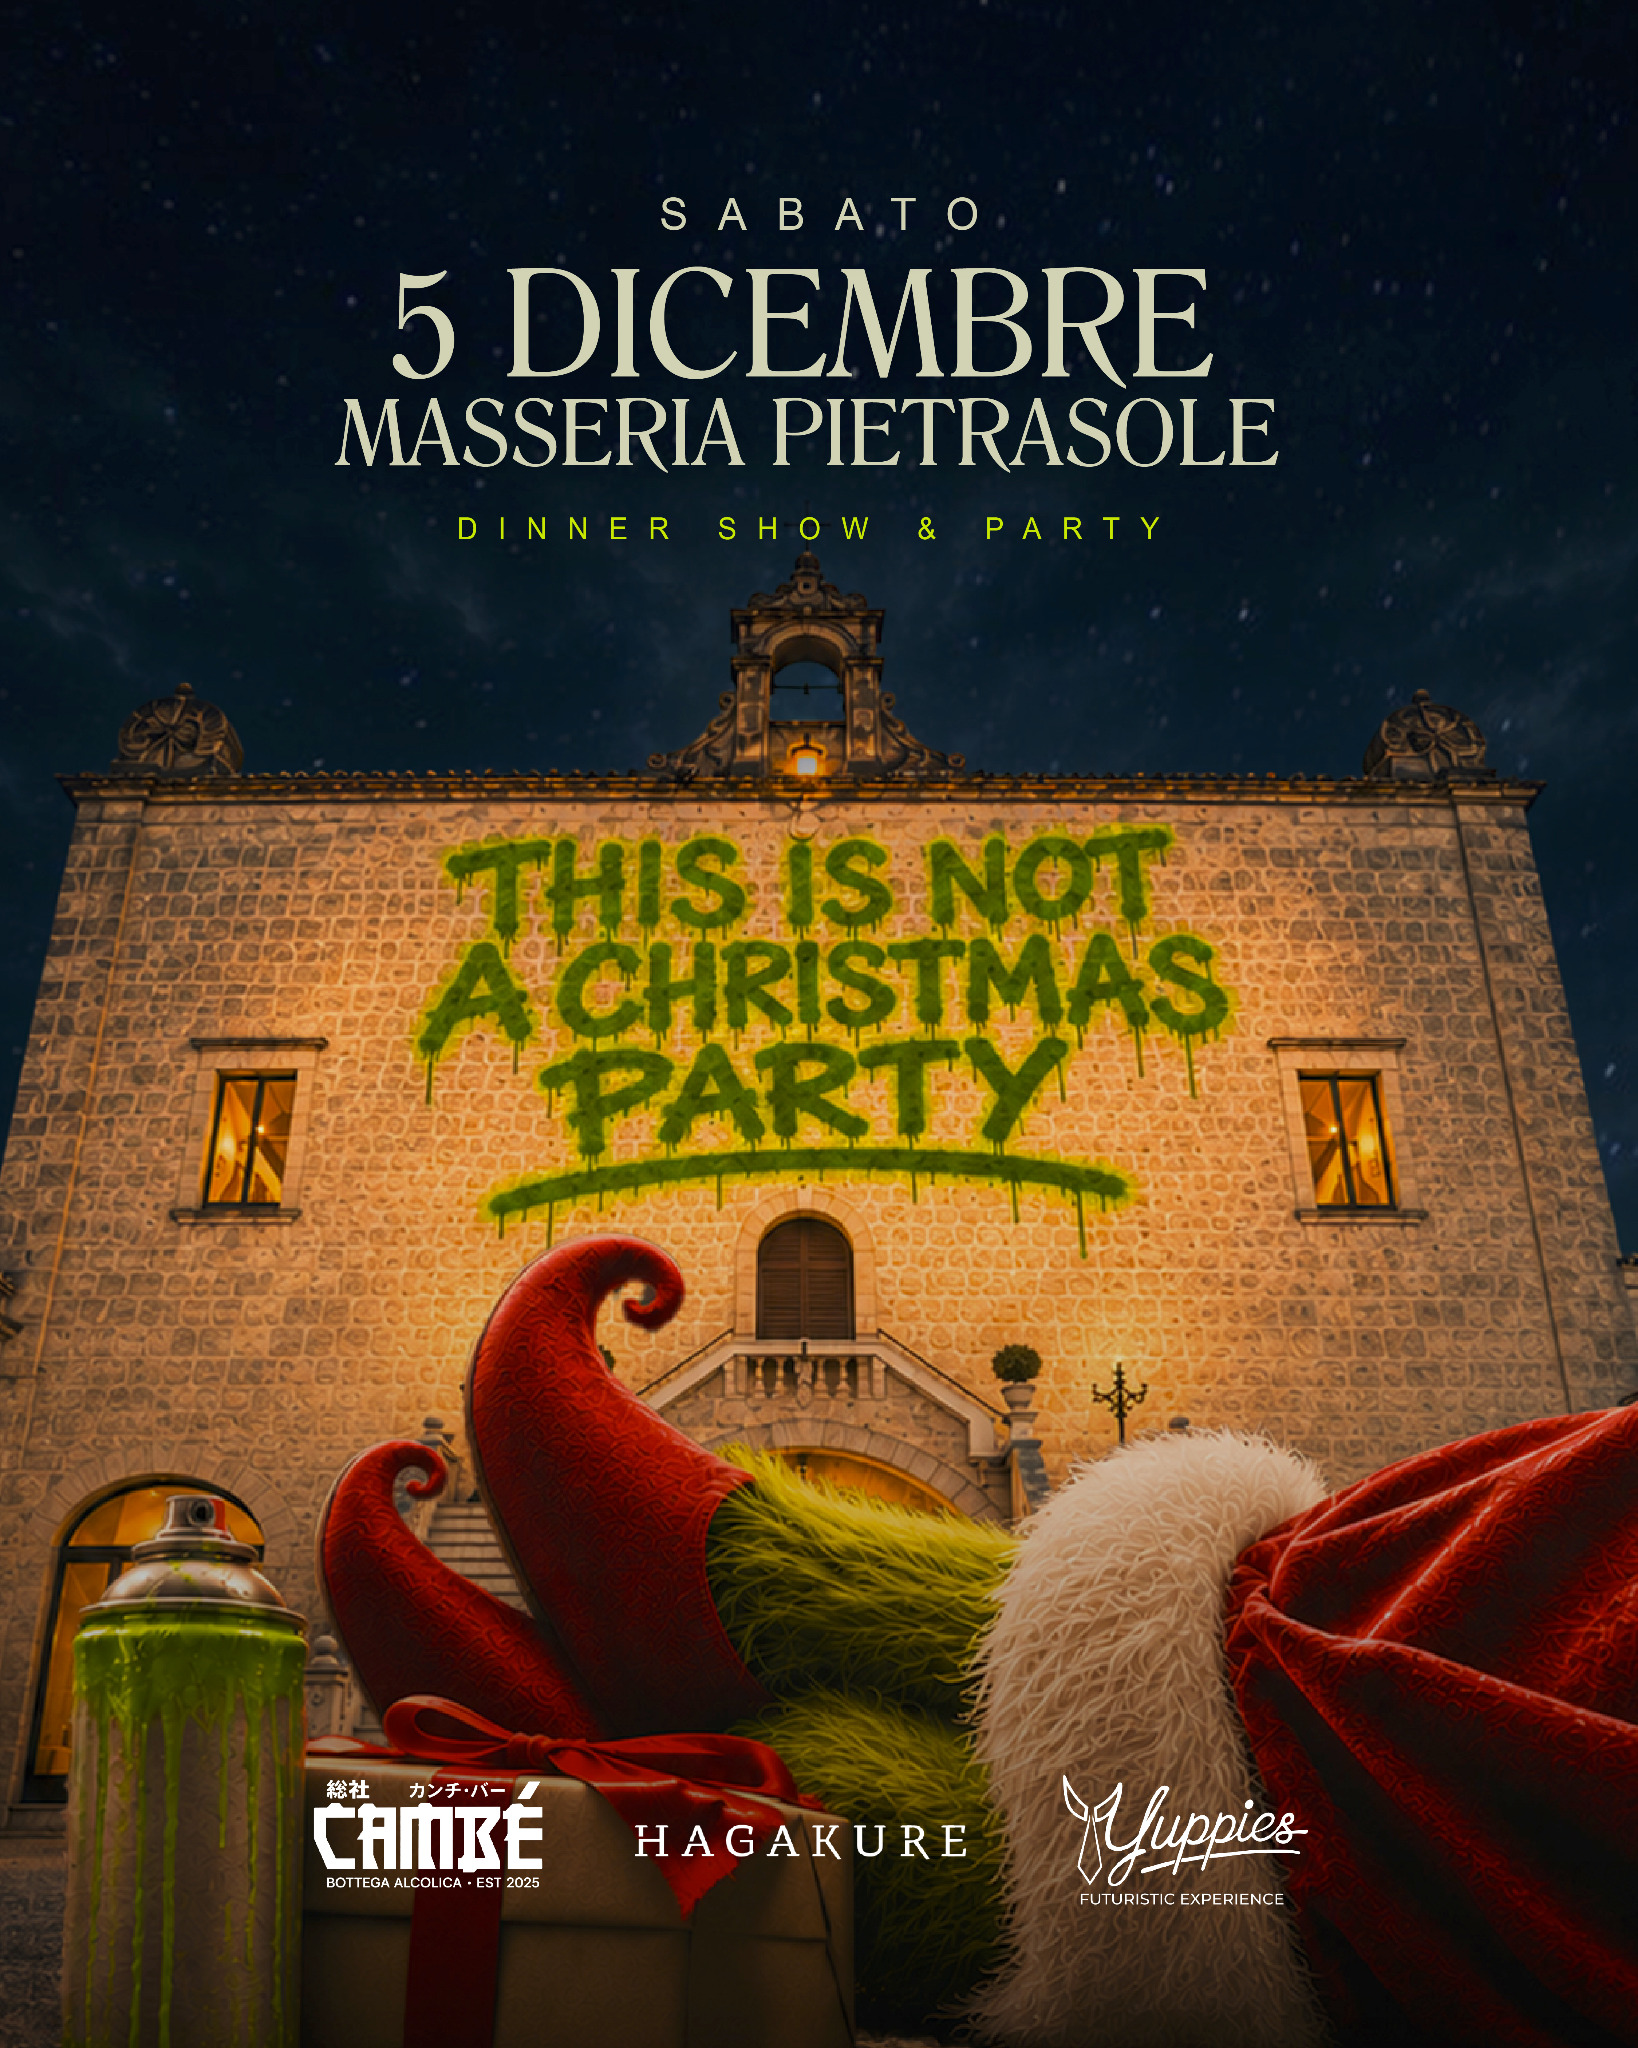 SABATO
5 DICEMBRE
MASSERIA PIETRASOLE
DINNER SHOW & PARTY
THIS IS NOT
A CHRISTMAS
PARTY
総社 カンチ・バー
CAMBÉ
BOTTEGA ALCOLICA • EST 2025
HAGAKURE
Yuppies
FUTURISTIC EXPERIENCE